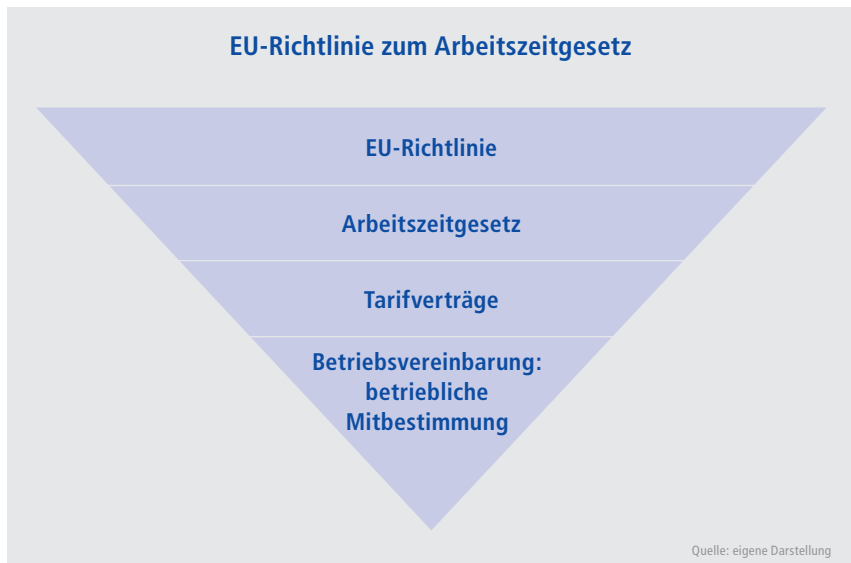 EU-Richtlinie zum Arbeitszeitgesetz
EU-Richtlinie
Arbeitszeitgesetz
Tarifverträge
Betriebsvereinbarung:
betriebliche
Mitbestimmung
Quelle: eigene Darstellung